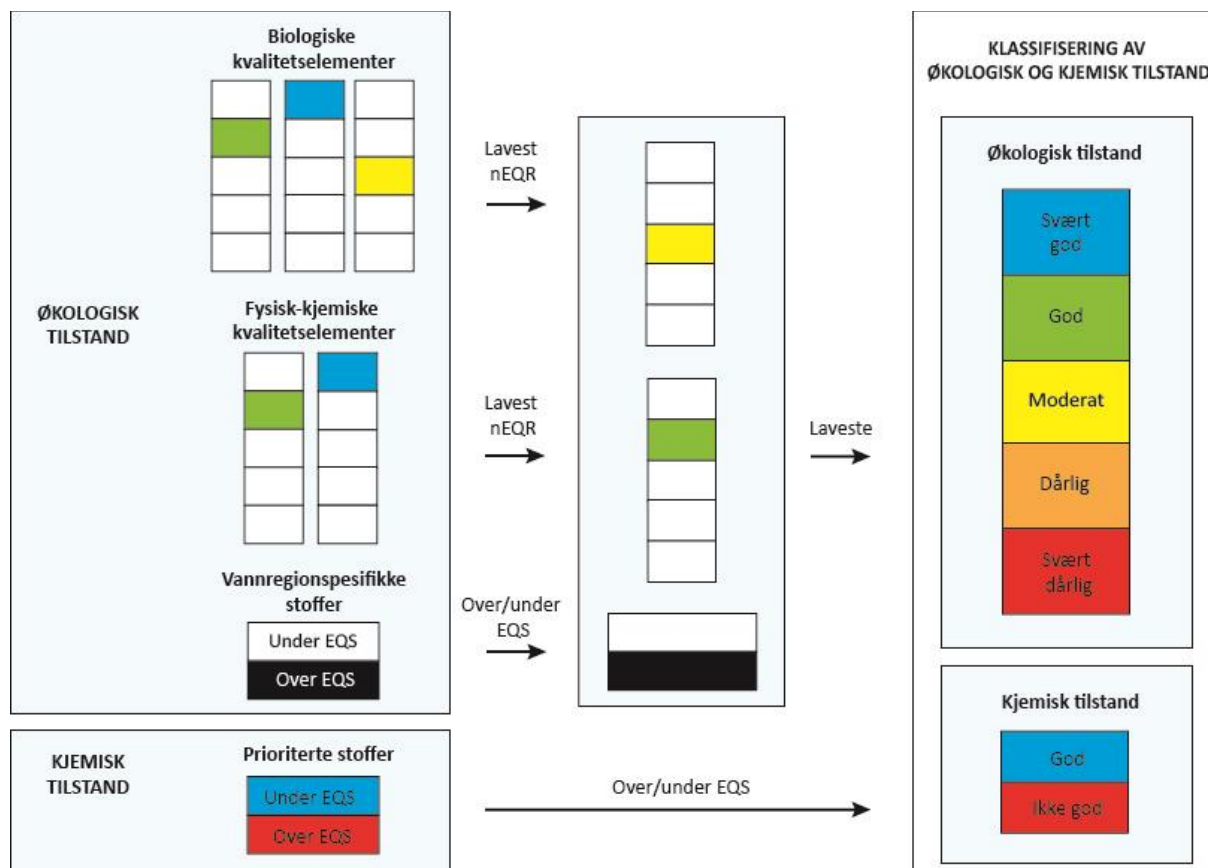 Biologiske
kvalitetselementer
ØKOLOGISK
TILSTAND
Fysisk-kjemiske
kvalitetselementer
Vannregionspesifikke
stoffer
Under EQS
Over EQS
Lavest
nEQR
Lavest
nEQR
Over/under
EQS
Laveste
KLASSIFISERING AV
ØKOLOGISK OG KJEMISK TILSTAND
Økologisk tilstand
Svært
god
God
Moderat
Dårlig
Svært
dårlig
KJEMISK
TILSTAND
Prioriterte stoffer
Under EQS
Over EQS
Over/under EQS
Kjemisk tilstand
God
Ikke god